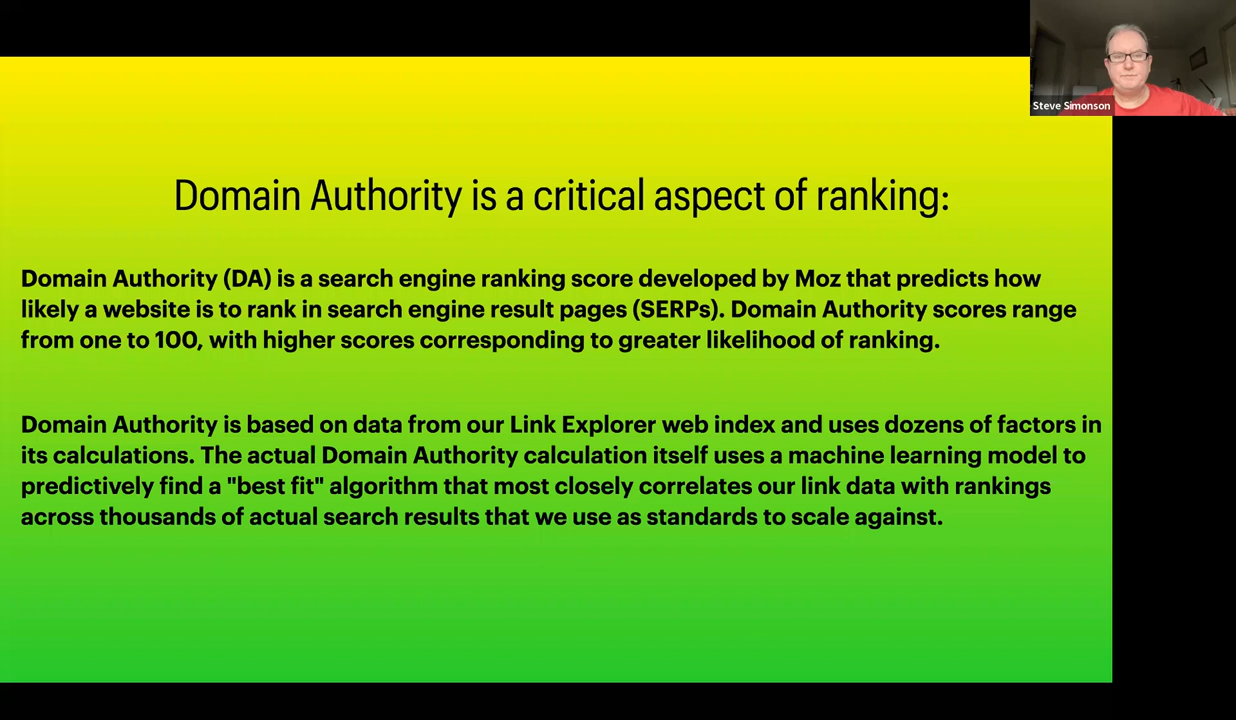 Steve Simonson
Domain Authority is a critical aspect of ranking:
Domain Authority (DA) is a search engine ranking score developed by Moz that predicts how
likely a website is to rank in search engine result pages (SERPs). Domain Authority scores range
from one to 100, with higher scores corresponding to greater likelihood of ranking.
Domain Authority is based on data from our Link Explorer web index and uses dozens of factors in
its calculations. The actual Domain Authority calculation itself uses a machine learning model to
predictively find a "best fit" algorithm that most closely correlates our link data with rankings
across thousands of actual search results that we use as standards to scale against.